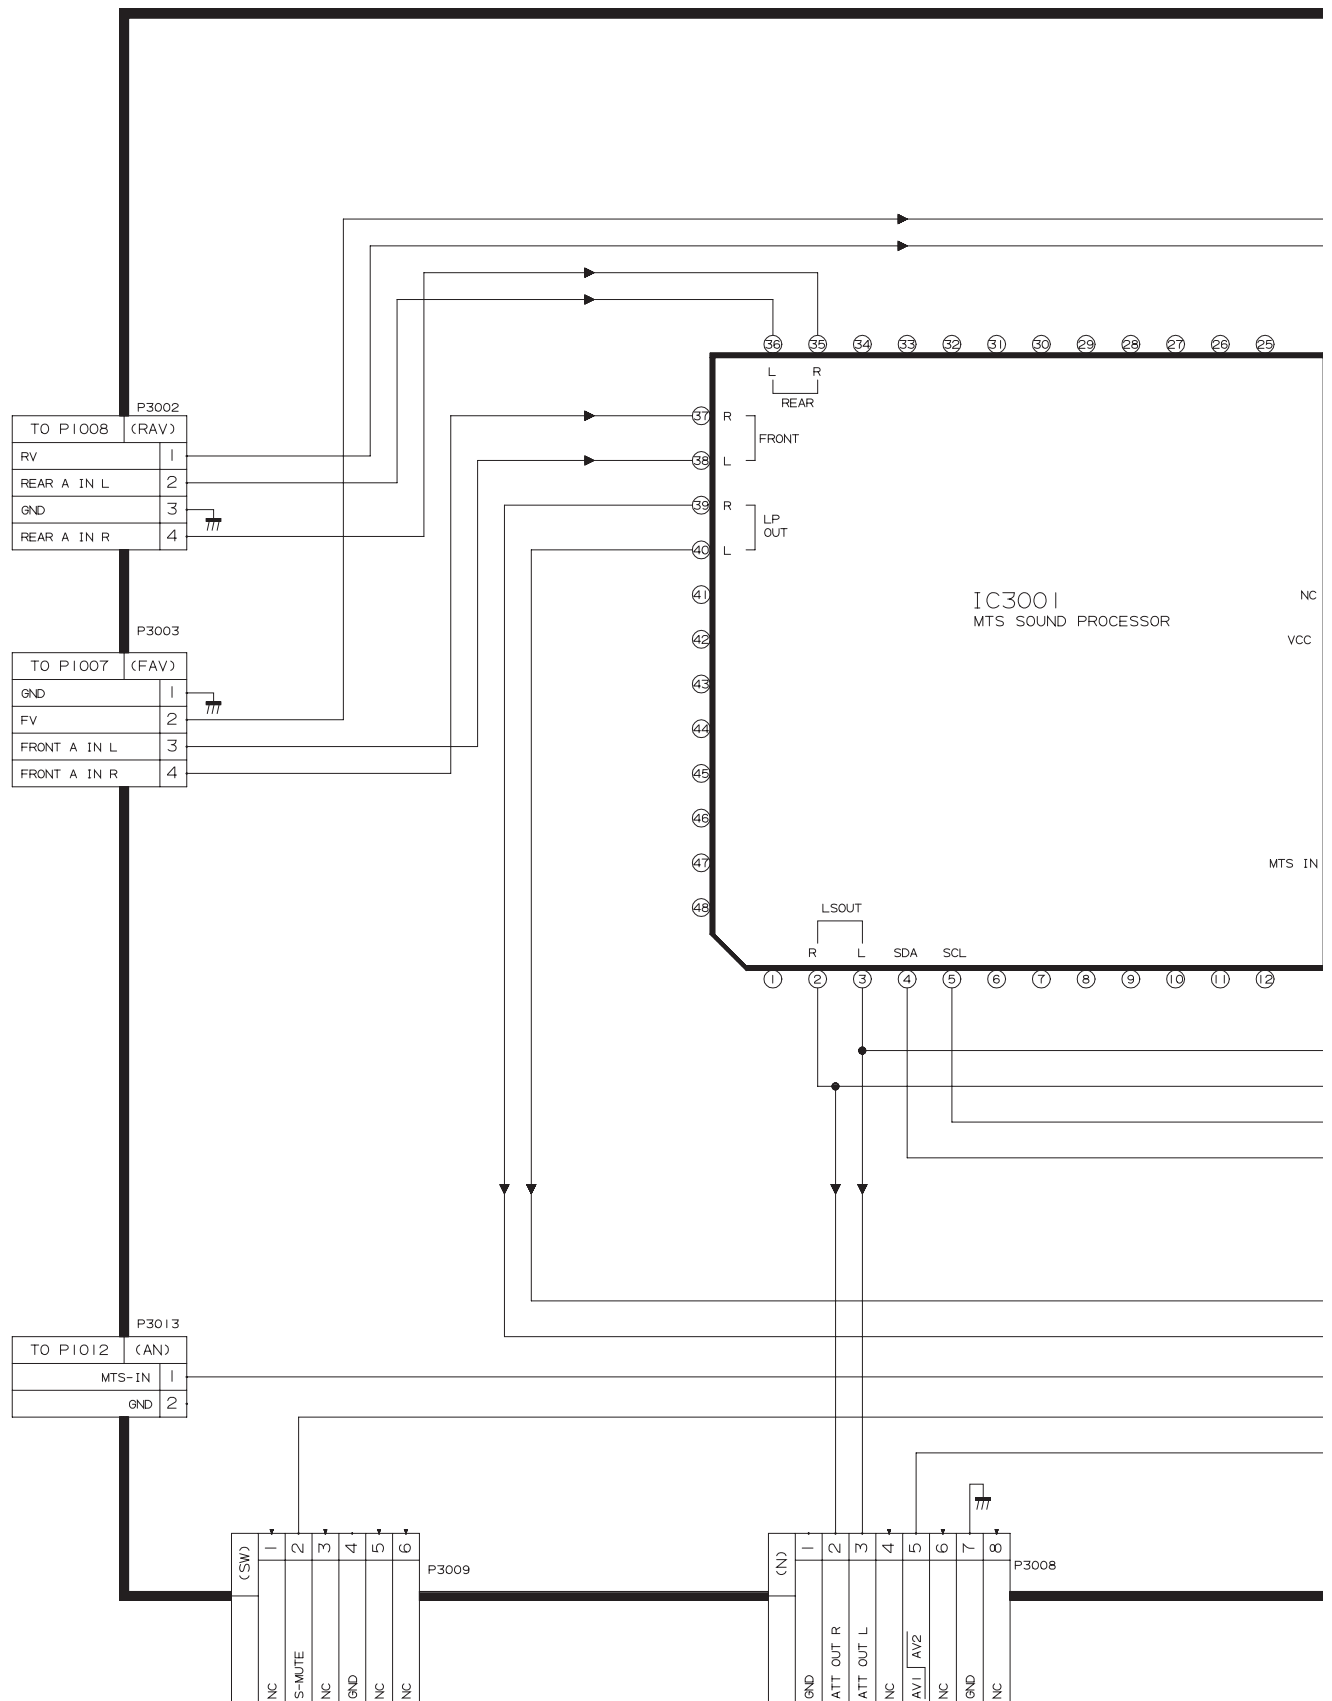 36 35 34 33 32 31 30 29 28 27 26 25
L R
REAR
P3002
TO P1008 (RAV)
RV 1
REAR A IN L 2
GND 3
REAR A IN R 4
37 R
FRONT
38 L
39 R
LP
OUT
40 L
41
42
43
44
45
46
47
48
IC3001
MTS SOUND PROCESSOR
NC
VCC
MTS IN
P3003
TO P1007 (FAV)
GND 1
FV 2
FRONT A IN L 3
FRONT A IN R 4
LSOUT
R L SDA SCL
1 2 3 4 5 6 7 8 9 10 11 12
P3013
TO P1012 (AN)
MTS-IN 1
GND 2
(SW)
1 NC
2 S-MUTE
3 NC
4 GND
5 NC
6 NC
P3009
(N)
1 GND
2 ATT OUT R
3 ATT OUT L
4 NC
5 AV1 AV2
6 NC
7 GND
8 NC
P3008